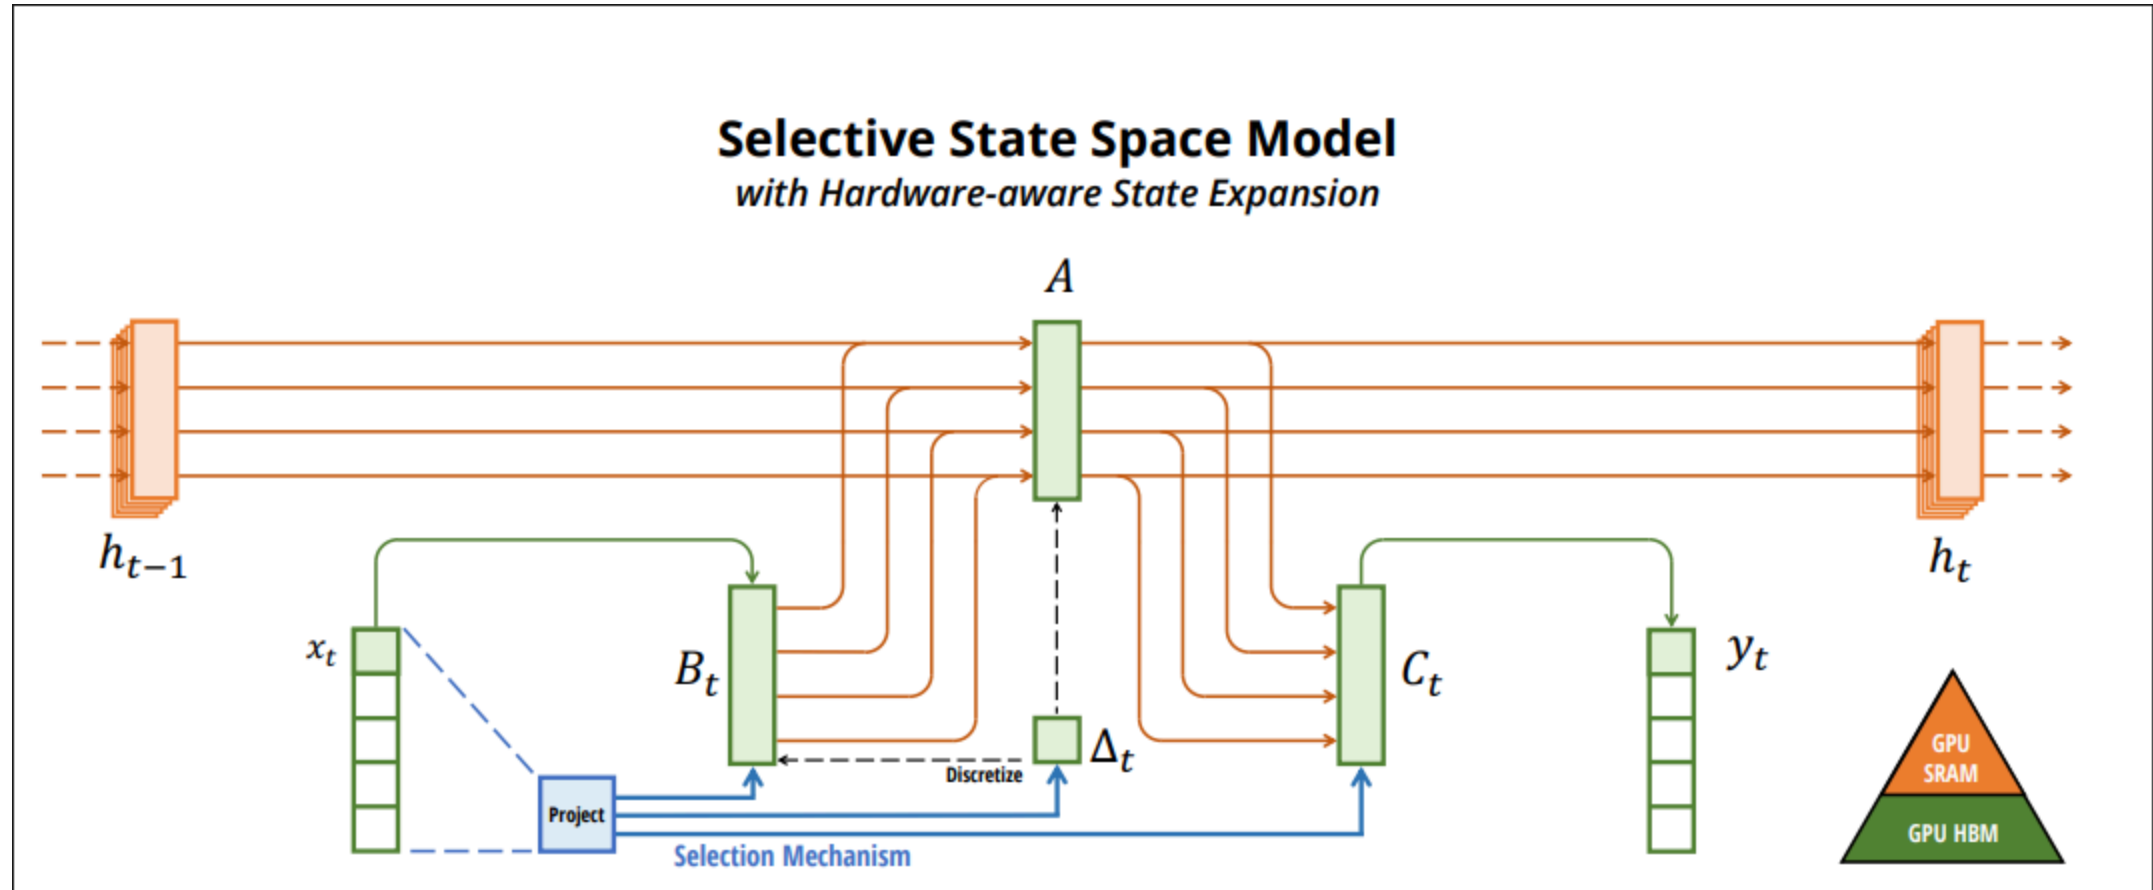 Selective State Space Model
with Hardware-aware State Expansion
A
h_{t-1}
h_t
x_t
B_t
C_t
y_t
Δ_t
Discretize
Project
Selection Mechanism
GPU
SRAM
GPU HBM